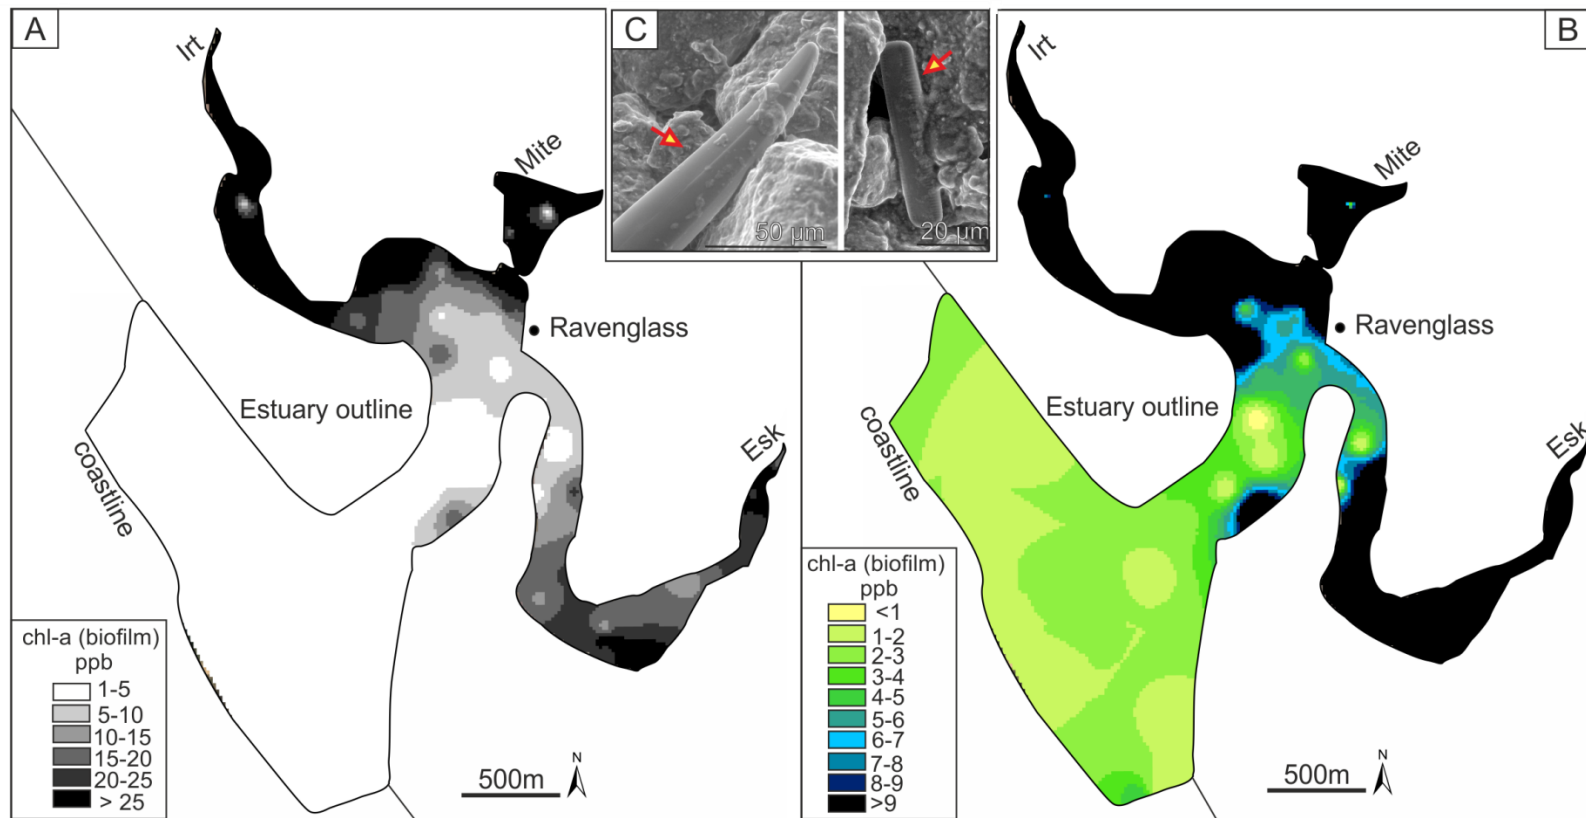 A
Irt
Mite
Ravenglass
Estuary outline
coastline
Esk
chl-a (biofilm)
ppb
1-5
5-10
10-15
15-20
20-25
> 25
500m
N
C
50 µm
20 µm
B
Irt
Mite
Ravenglass
Estuary outline
coastline
Esk
chl-a (biofilm)
ppb
<1
1-2
2-3
3-4
4-5
5-6
6-7
7-8
8-9
>9
500m
N